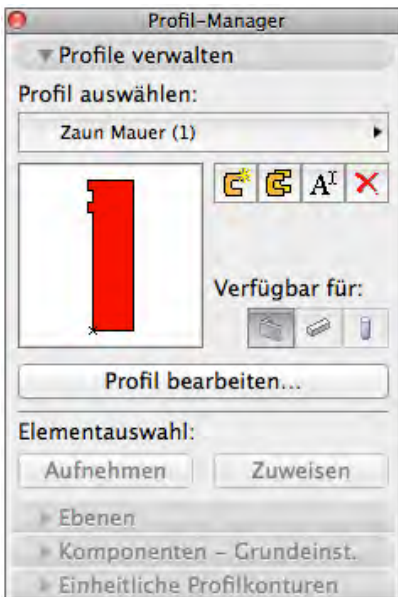 Profil-Manager
Profile verwalten
Profil auswählen:
Zaun Mauer (1)
Verfügbar für:
Profil bearbeiten...
Elementauswahl:
Aufnehmen Zuweisen
Ebenen
Komponenten - Grundeinst.
Einheitliche Profilkonturen